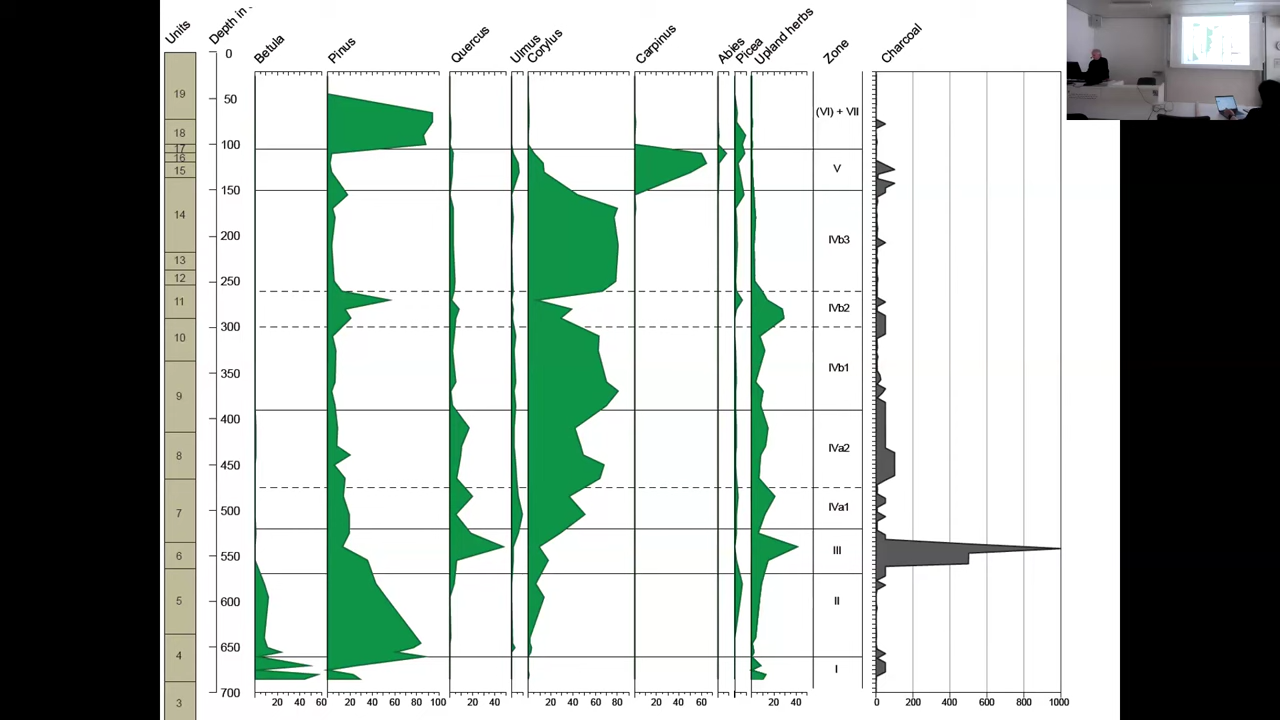 Units
Depth in
Betula
Pinus
Quercus
Ulmus
Corylus
Carpinus
Abies
Picea
Upland herbs
Zone
Charcoal
0
50
100
150
200
250
300
350
400
450
500
550
600
650
700
19
18
17
16
15
14
13
12
11
10
9
8
7
6
5
4
3
(VI) + VII
V
IVb3
IVb2
IVb1
IVa2
IVa1
III
II
I
20 40 60
20 40 60 80 100
20 40
20 40 60 80
20 40 60
20 40
0 200 400 600 800 1000